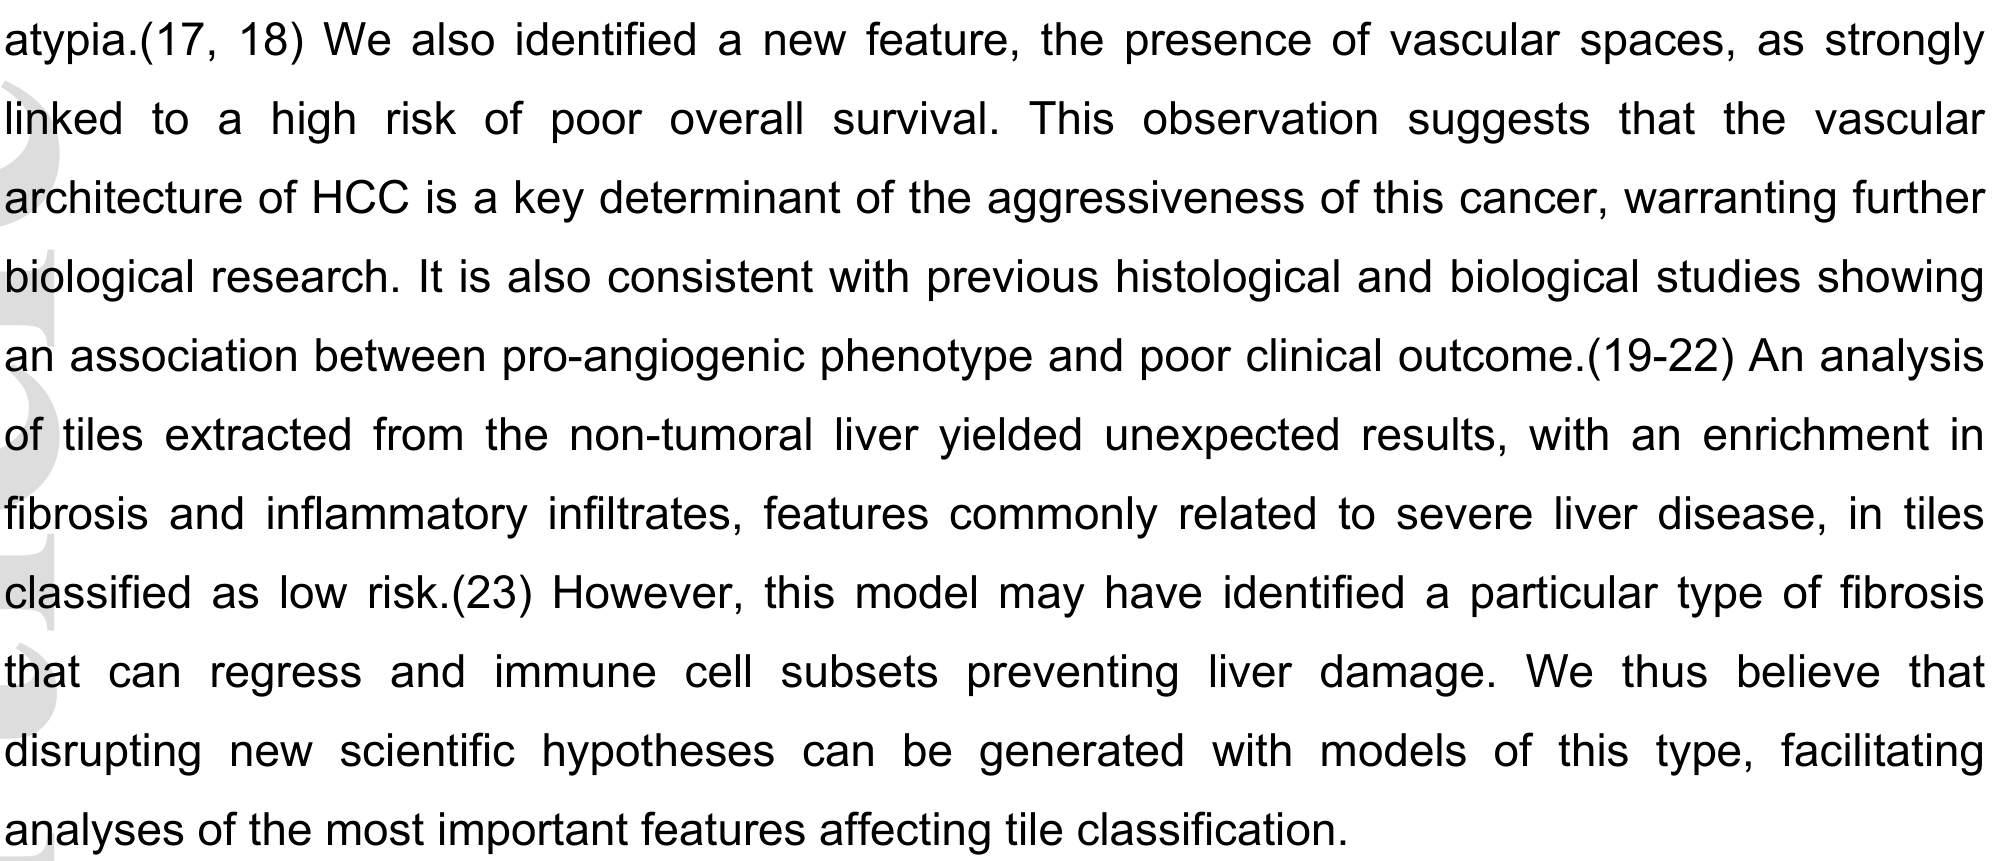 atypia.(17, 18) We also identified a new feature, the presence of vascular spaces, as strongly
linked to a high risk of poor overall survival. This observation suggests that the vascular
architecture of HCC is a key determinant of the aggressiveness of this cancer, warranting further
biological research. It is also consistent with previous histological and biological studies showing
an association between pro-angiogenic phenotype and poor clinical outcome.(19-22) An analysis
of tiles extracted from the non-tumoral liver yielded unexpected results, with an enrichment in
fibrosis and inflammatory infiltrates, features commonly related to severe liver disease, in tiles
classified as low risk.(23) However, this model may have identified a particular type of fibrosis
that can regress and immune cell subsets preventing liver damage. We thus believe that
disrupting new scientific hypotheses can be generated with models of this type, facilitating
analyses of the most important features affecting tile classification.